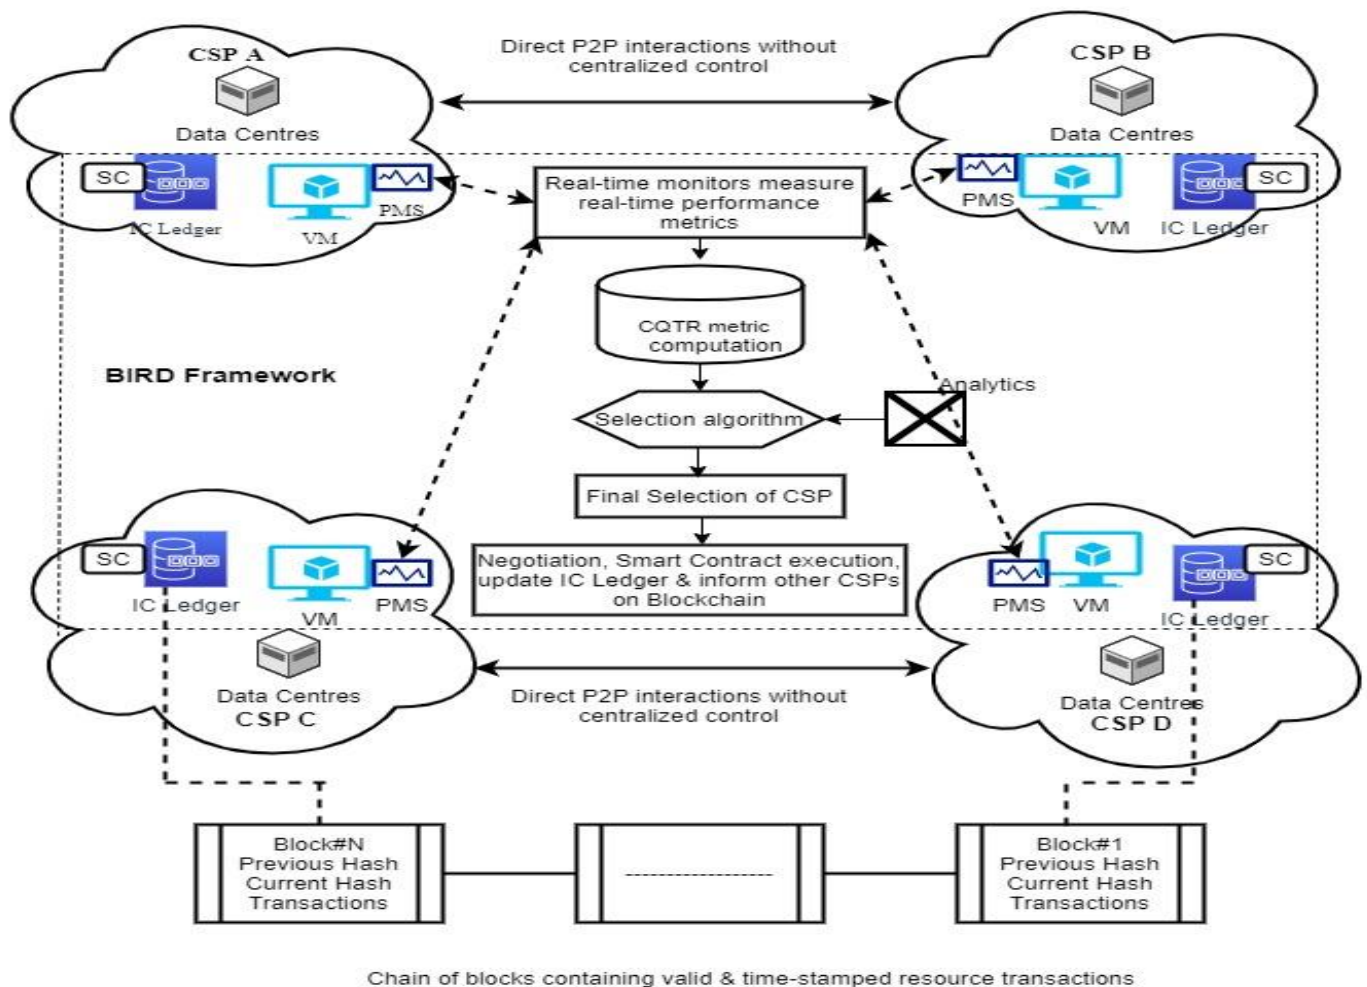 CSP A
Data Centres
SC
IC Ledger
VM
PMS
Direct P2P interactions without
centralized control
CSP B
Data Centres
PMS
VM
IC Ledger
SC
Real-time monitors measure
real-time performance
metrics
CQTR metric
computation
BIRD Framework
Analytics
Selection algorithm
Final Selection of CSP
Negotiation, Smart Contract execution,
update IC Ledger & inform other CSPs
on Blockchain
SC
IC Ledger
VM
PMS
Data Centres
CSP C
PMS
VM
IC Ledger
SC
Data Centres
CSP D
Direct P2P interactions without
centralized control
Block#N
Previous Hash
Current Hash
Transactions
------------------
Block#1
Previous Hash
Current Hash
Transactions
Chain of blocks containing valid & time-stamped resource transactions